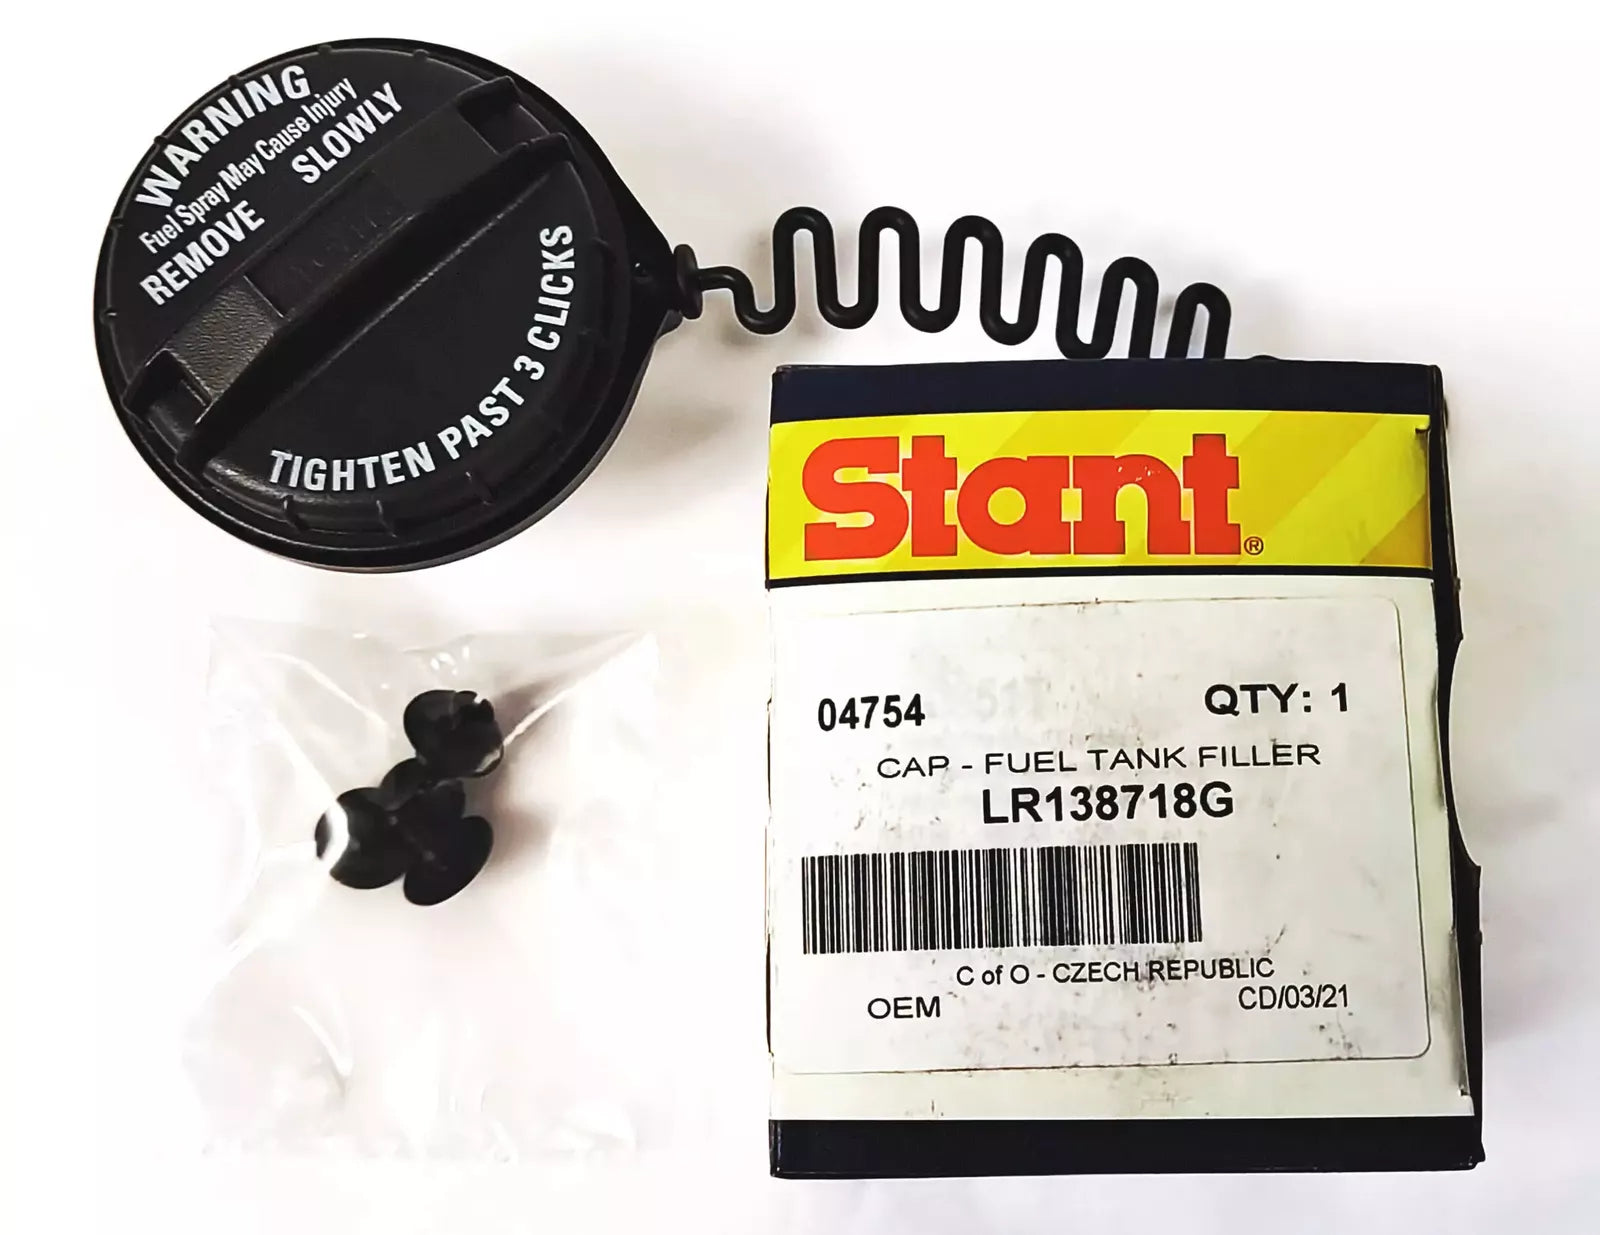 WARNING
Fuel Spray May Cause Injury
REMOVE SLOWLY
TIGHTEN PAST 3 CLICKS
Stant®
04754 QTY: 1
CAP - FUEL TANK FILLER
LR138718G
C of O - CZECH REPUBLIC
OEM CD/03/21